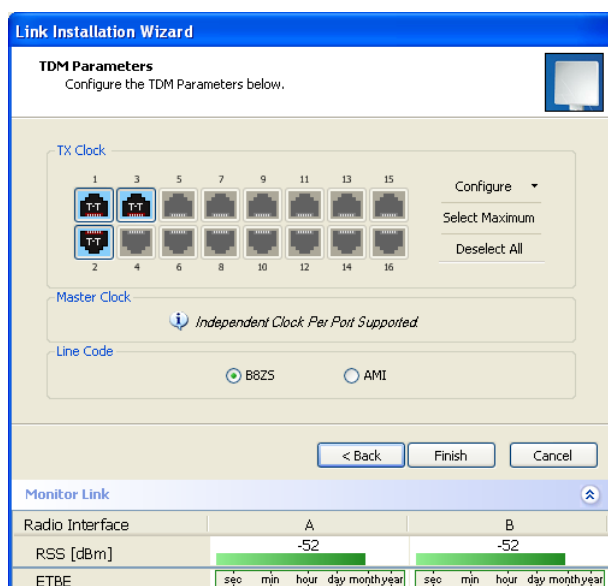 Link Installation Wizard
TDM Parameters
Configure the TDM Parameters below.
TX Clock
1 3 5 7 9 11 13 15
T-T T-T
T-T
2 4 6 8 10 12 14 16
Configure
Select Maximum
Deselect All
Master Clock
Independent Clock Per Port Supported.
Line Code
B8ZS AMI
< Back Finish Cancel
Monitor Link
Radio Interface A B
RSS [dBm] -52 -52
ETBE sec min hour day month year sec min hour day month year